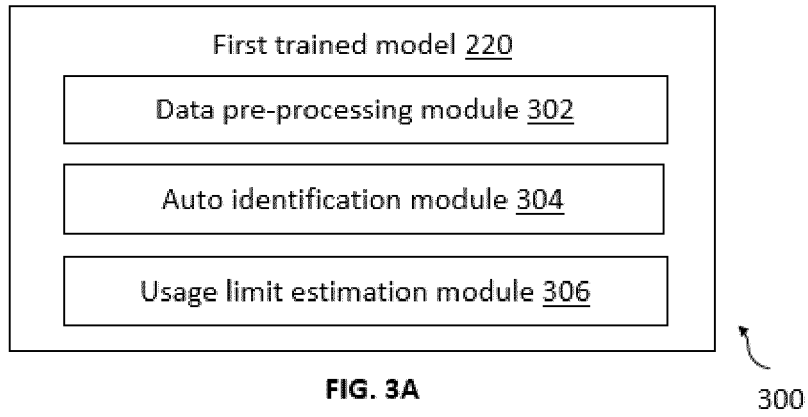 First trained model 220
Data pre-processing module 302
Auto identification module 304
Usage limit estimation module 306
FIG. 3A
300